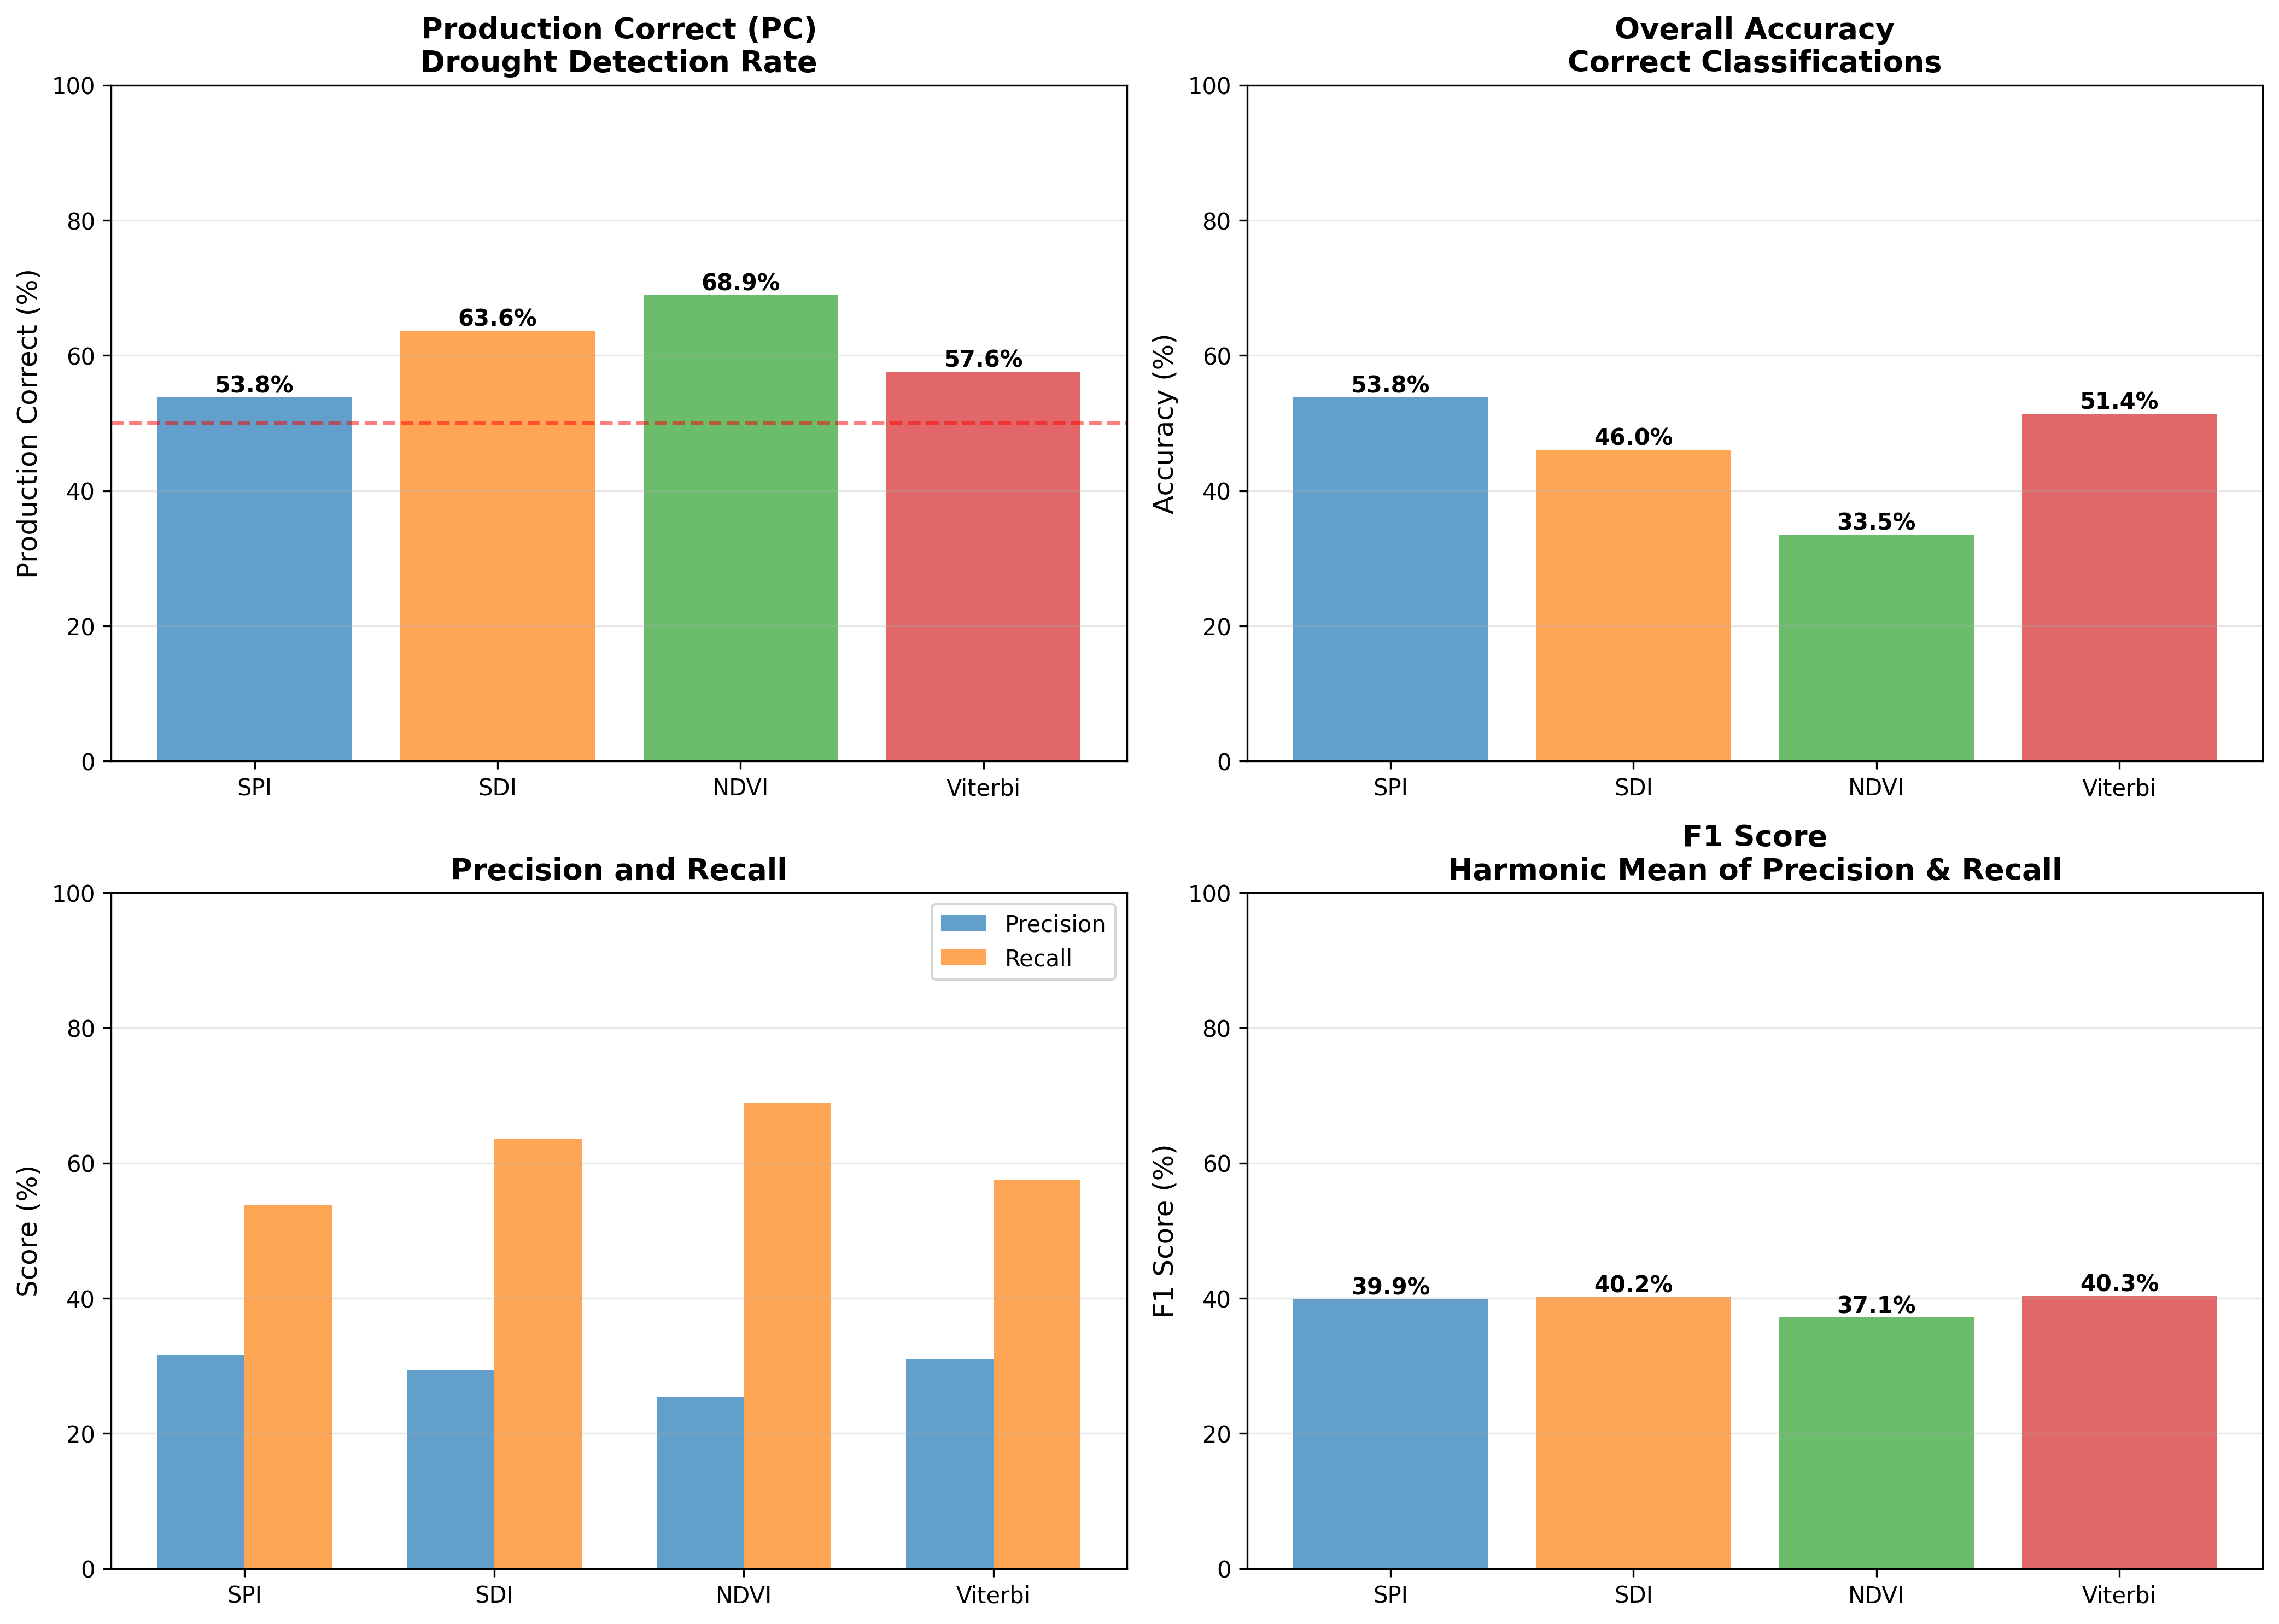 Production Correct (PC)
Drought Detection Rate
Production Correct (%)
100
80
60
40
20
0
53.8%
63.6%
68.9%
57.6%
SPI
SDI
NDVI
Viterbi
Overall Accuracy
Correct Classifications
Accuracy (%)
100
80
60
40
20
0
53.8%
46.0%
33.5%
51.4%
SPI
SDI
NDVI
Viterbi
Precision and Recall
Score (%)
100
80
60
40
20
0
Precision
Recall
SPI
SDI
NDVI
Viterbi
F1 Score
Harmonic Mean of Precision & Recall
F1 Score (%)
100
80
60
40
20
0
39.9%
40.2%
37.1%
40.3%
SPI
SDI
NDVI
Viterbi